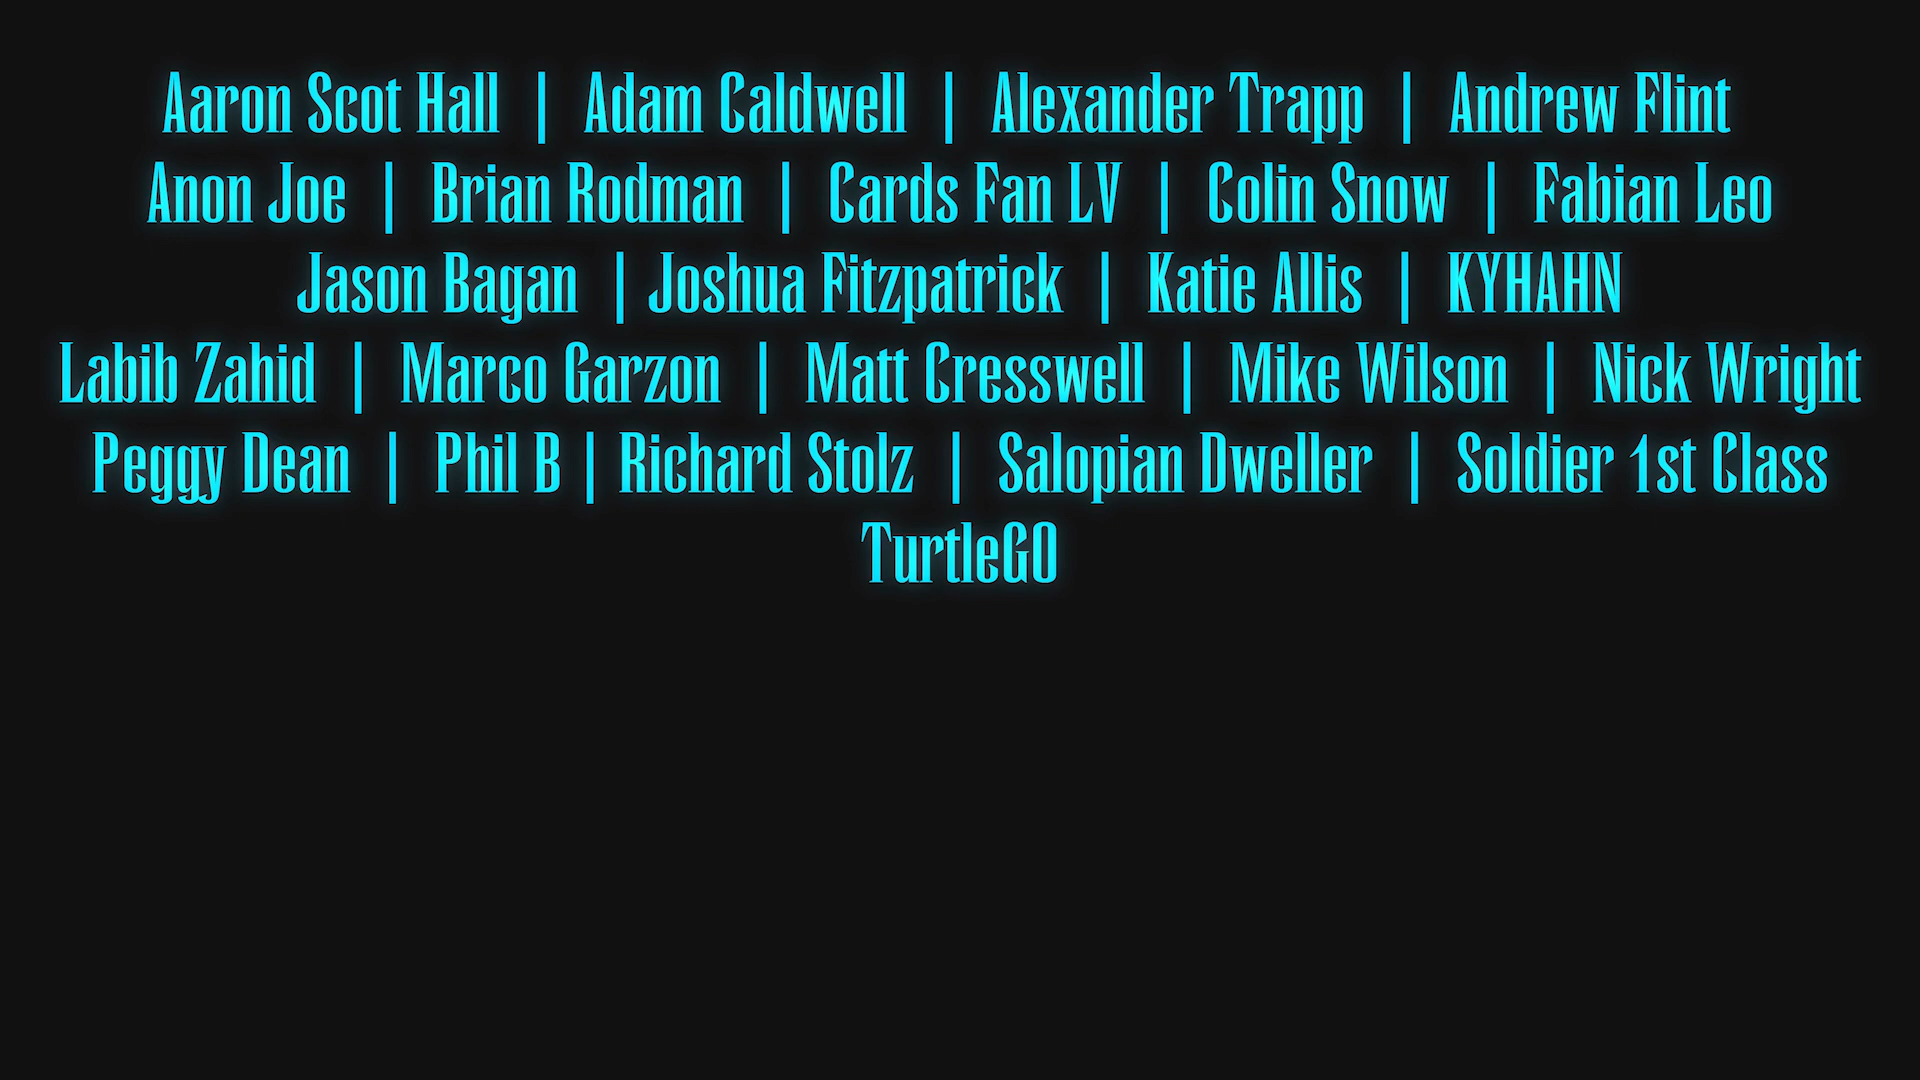 Aaron Scot Hall | Adam Caldwell | Alexander Trapp | Andrew Flint
Anon Joe | Brian Rodman | Cards Fan LV | Colin Snow | Fabian Leo
Jason Bagan | Joshua Fitzpatrick | Katie Allis | KYHAHN
Labib Zahid | Marco Garzon | Matt Cresswell | Mike Wilson | Nick Wright
Peggy Dean | Phil B | Richard Stolz | Salopian Dweller | Soldier 1st Class
TurtleGO